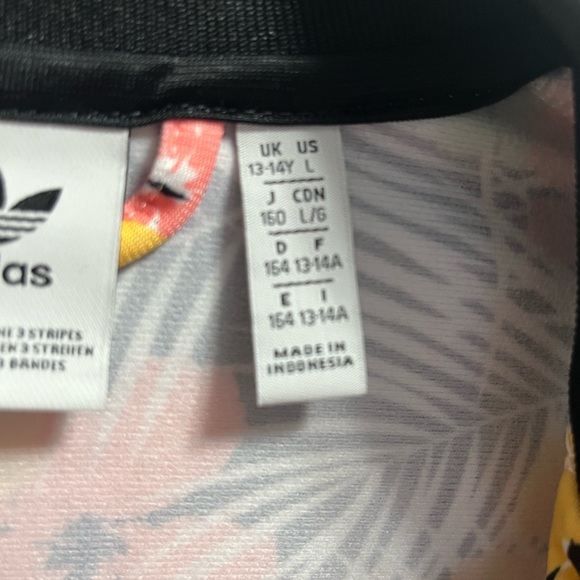 das
3 STRIPES
3 STREIFEN
BANDES
UK US
13-14Y L
J CDN
160 L/G
D F
164 13-14A
E I
164 13-14A
MADE IN
INDONESIA